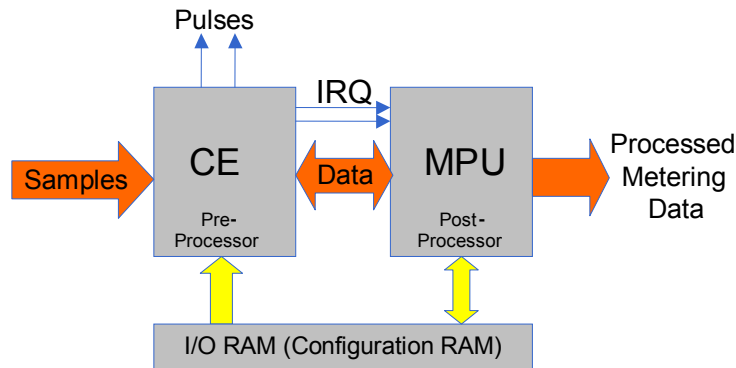 Pulses
IRQ
CE
MPU
Samples
Data
Processed
Metering
Data
Pre-
Processor
Post-
Processor
I/O RAM (Configuration RAM)